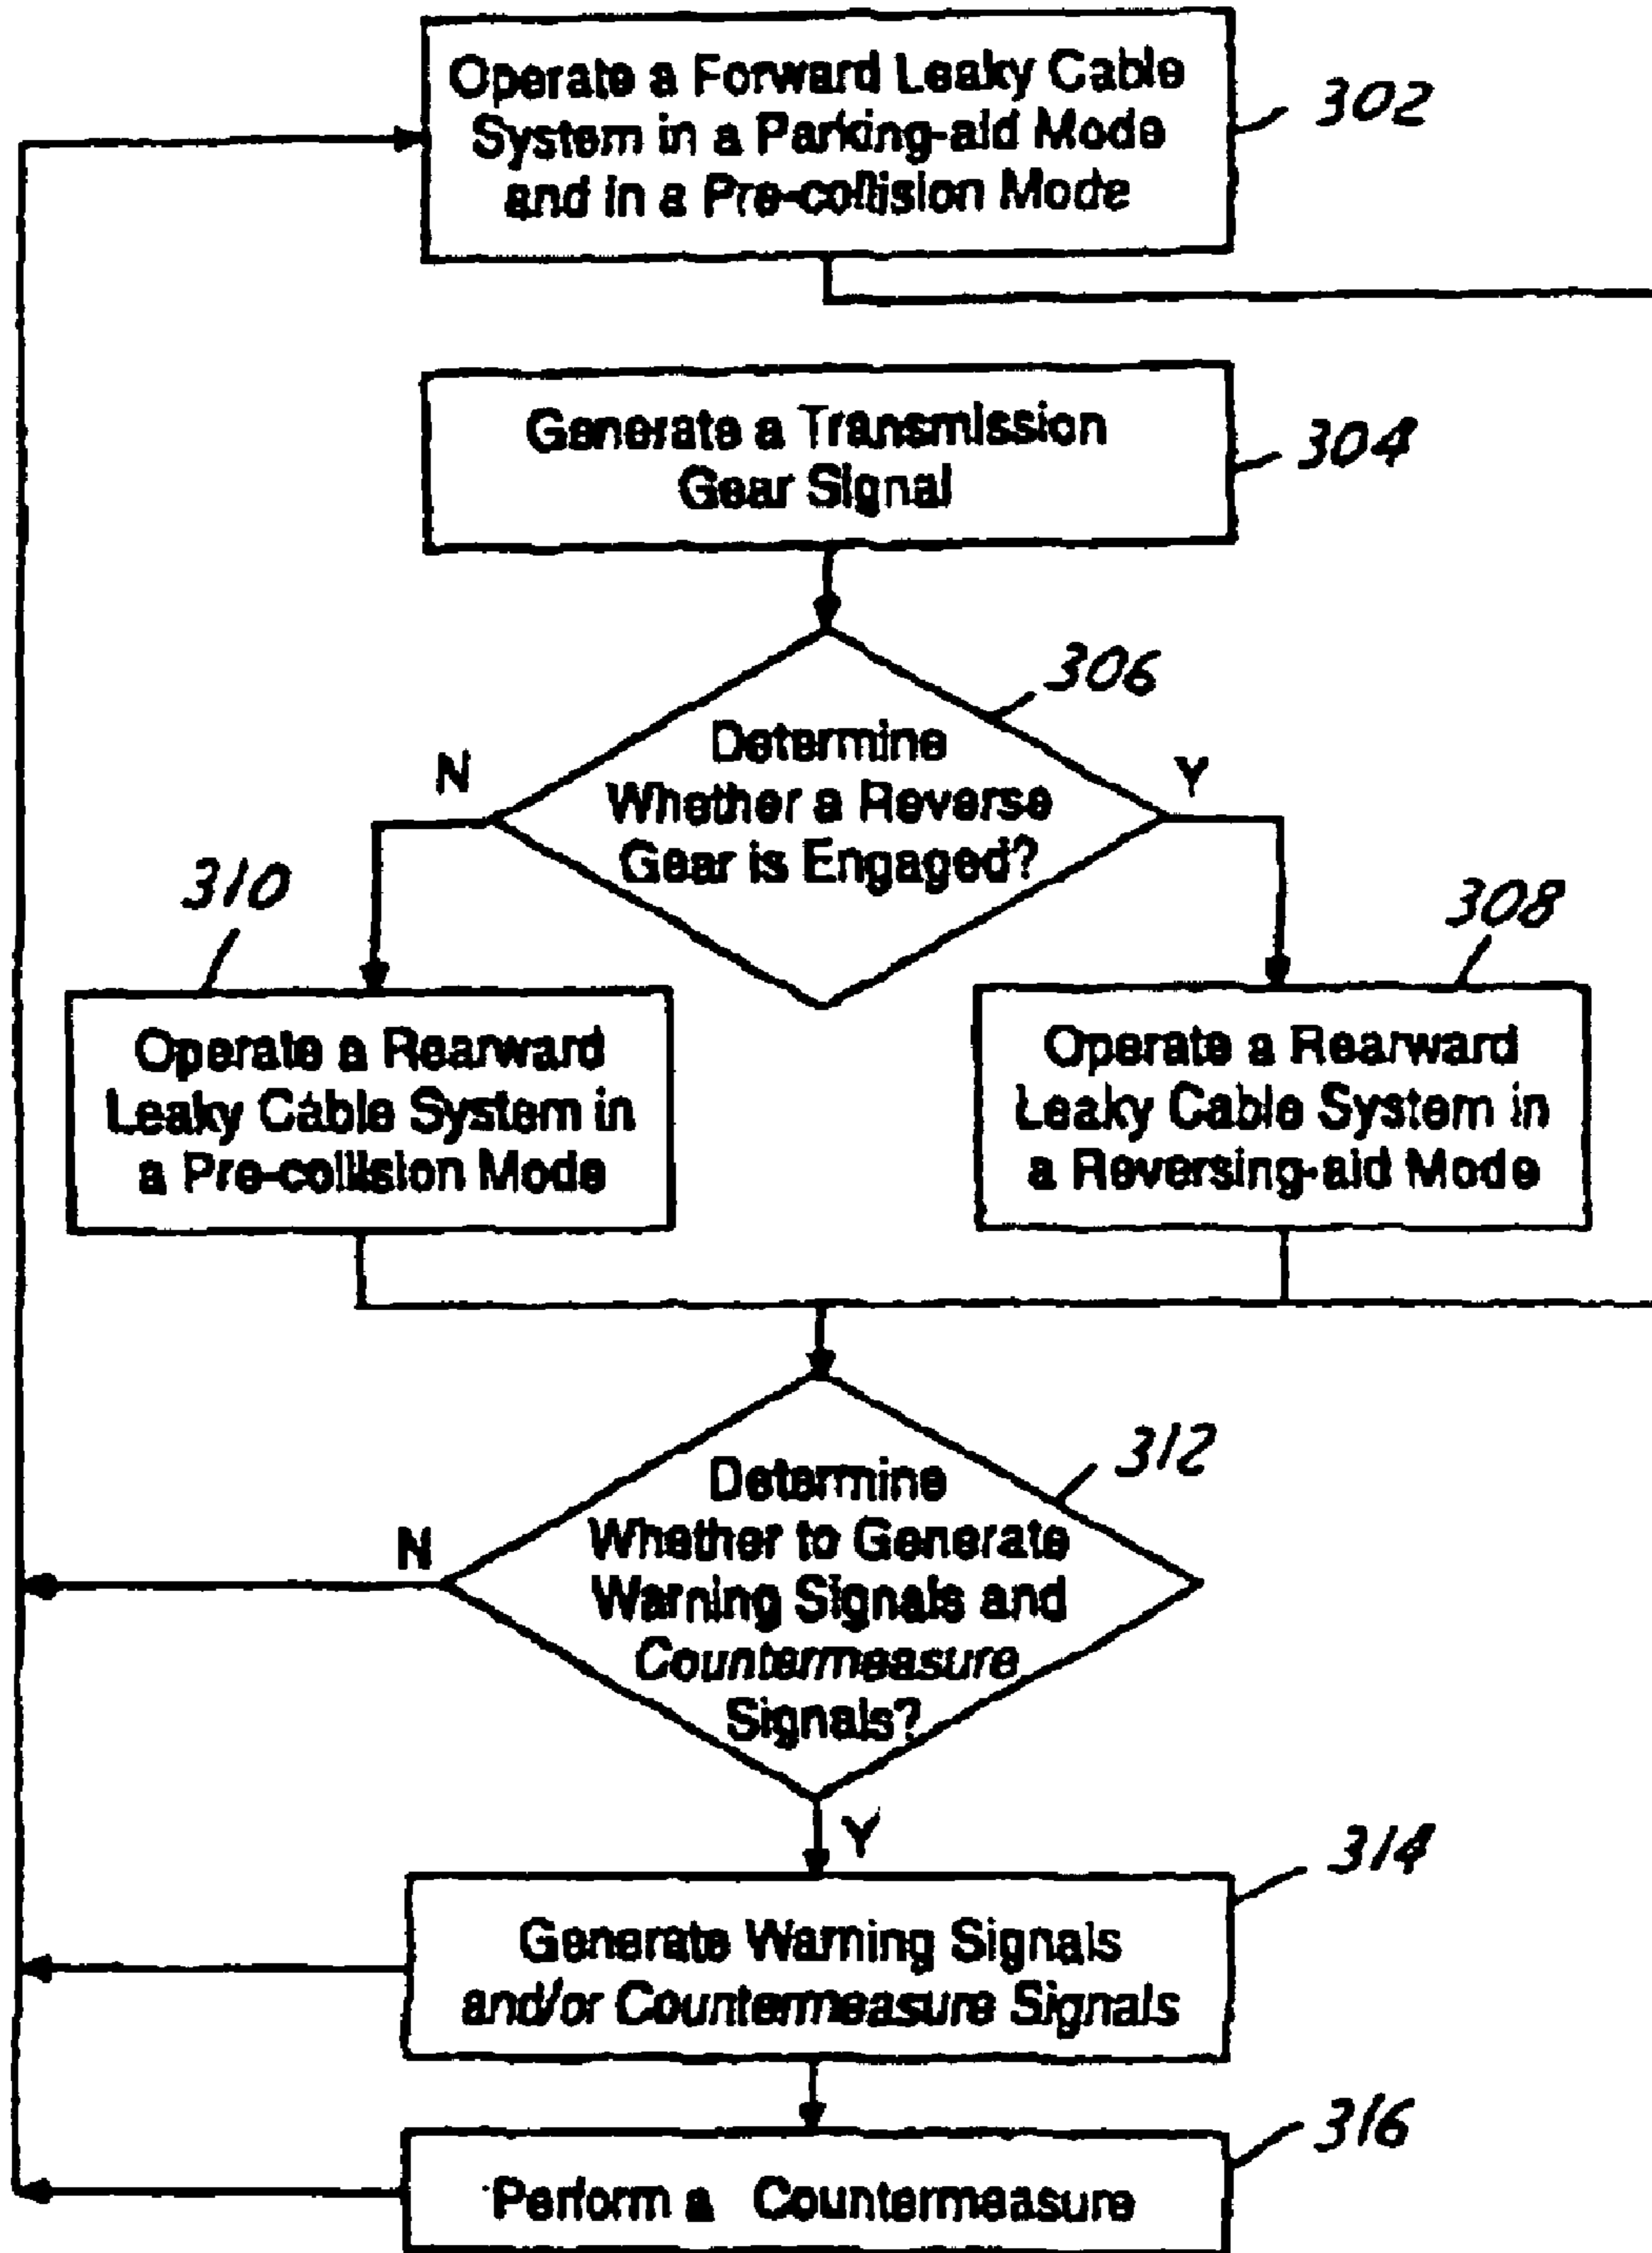 Operate a Forward Leaky Cable
System in a Parking-aid Mode
and in a Pre-collision Mode
302
Generate a Transmission
Gear Signal
304
306
Determine
Whether a Reverse
Gear is Engaged?
N
Y
310
308
Operate a Rearward
Leaky Cable System in
a Pre-collision Mode
Operate a Rearward
Leaky Cable System in
a Reversing-aid Mode
312
Determine
Whether to Generate
Warning Signals and
Countermeasure
Signals?
N
Y
314
Generate Warning Signals
and/or Countermeasure Signals
316
Perform a Countermeasure